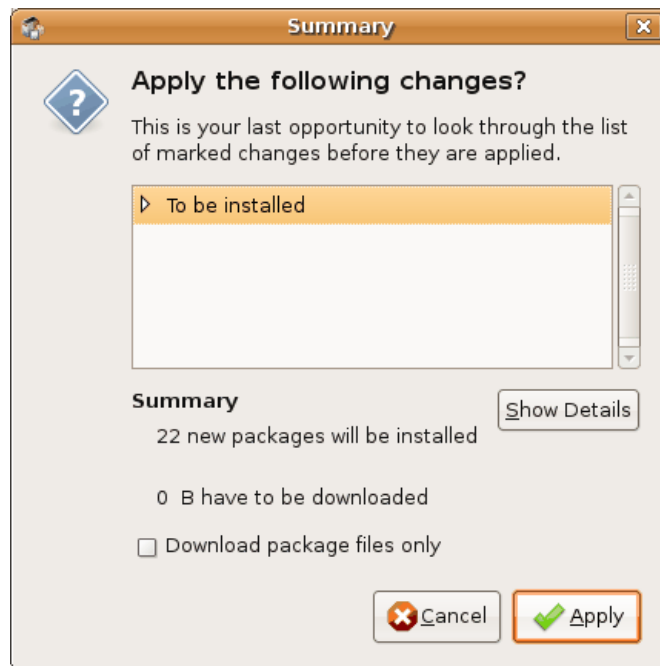 Summary
Apply the following changes?
This is your last opportunity to look through the list
of marked changes before they are applied.
To be installed
Summary
Show Details
22 new packages will be installed
0 B have to be downloaded
Download package files only
Cancel
Apply